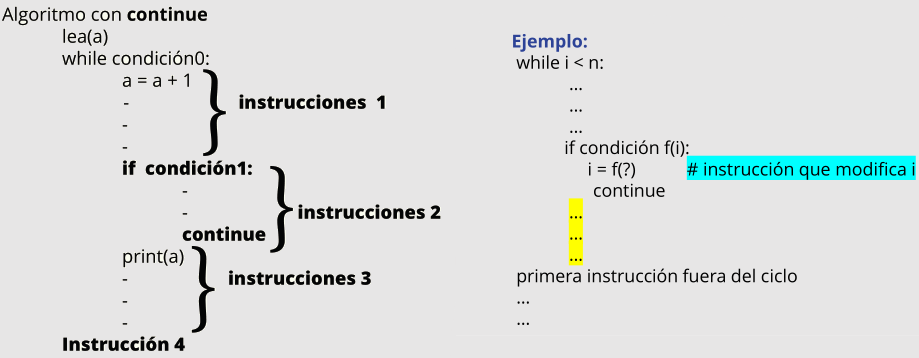 Algoritmo con continue
lea(a)
while condición0:
a = a + 1
-
-
-
instrucciones 1
if condición1:
-
-
continue
instrucciones 2
print(a)
-
-
-
instrucciones 3
Instrucción 4
Ejemplo:
while i < n:
...
...
...
if condición f(i):
i = f(?) # instrucción que modifica i
continue
...
...
...
primera instrucción fuera del ciclo
...
...